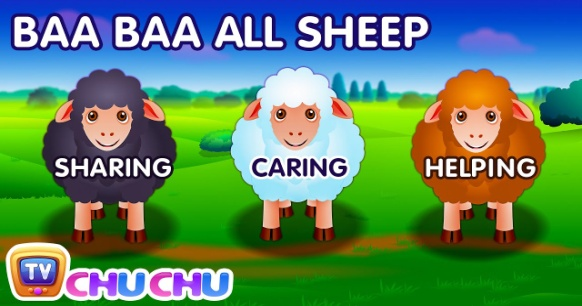 BAA BAA ALL SHEEP
SHARING CARING HELPING
TV CHUCHU